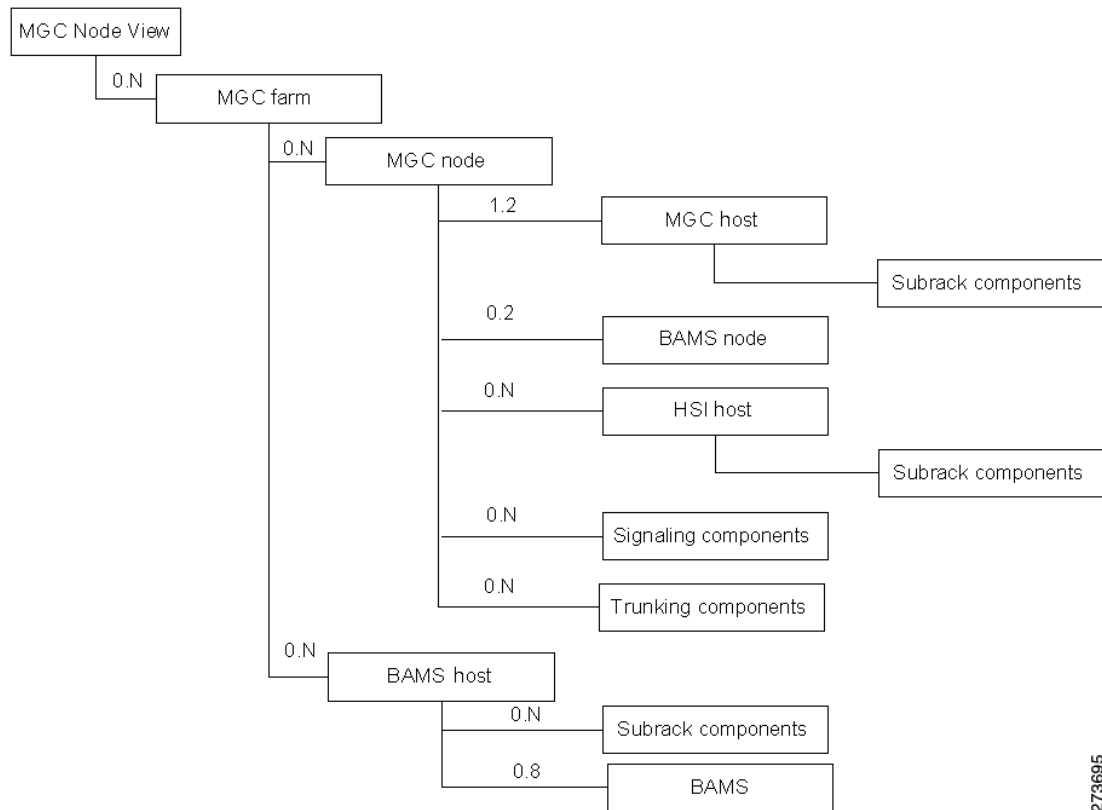 MGC Node View
0.N
MGC farm
0.N
MGC node
1.2
MGC host
Subrack components
0.2
BAMS node
0.N
HSI host
Subrack components
0.N
Signaling components
0.N
Trunking components
0.N
BAMS host
0.N
Subrack components
0.8
BAMS
273695